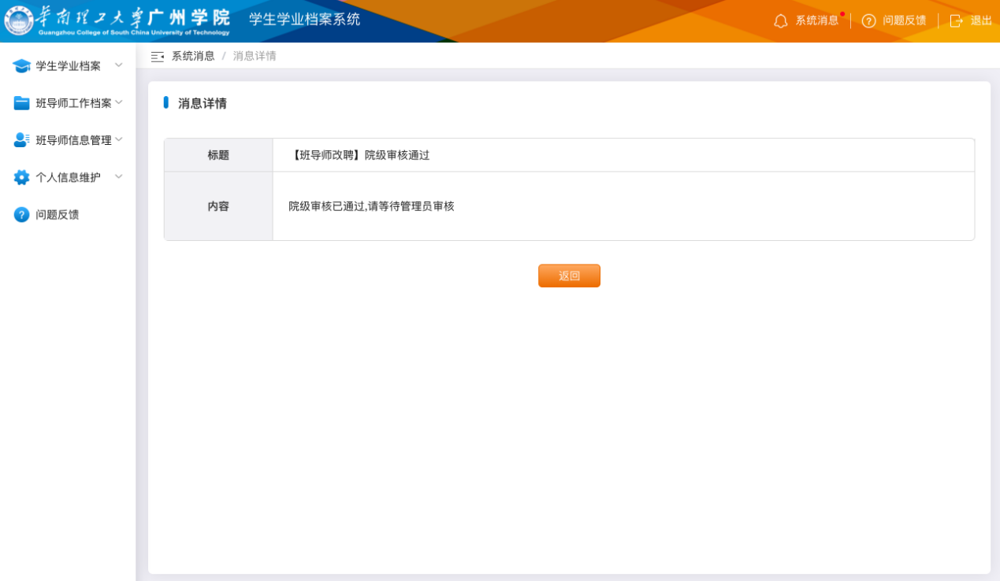 华南理工大学广州学院 学生学业档案系统 系统消息 问题反馈 退出
Guangzhou College of South China University of Technology
学生学业档案
班导师工作档案
班导师信息管理
个人信息维护
问题反馈
系统消息 / 消息详情
消息详情
标题 【班导师改聘】院级审核通过
内容 院级审核已通过,请等待管理员审核
返回